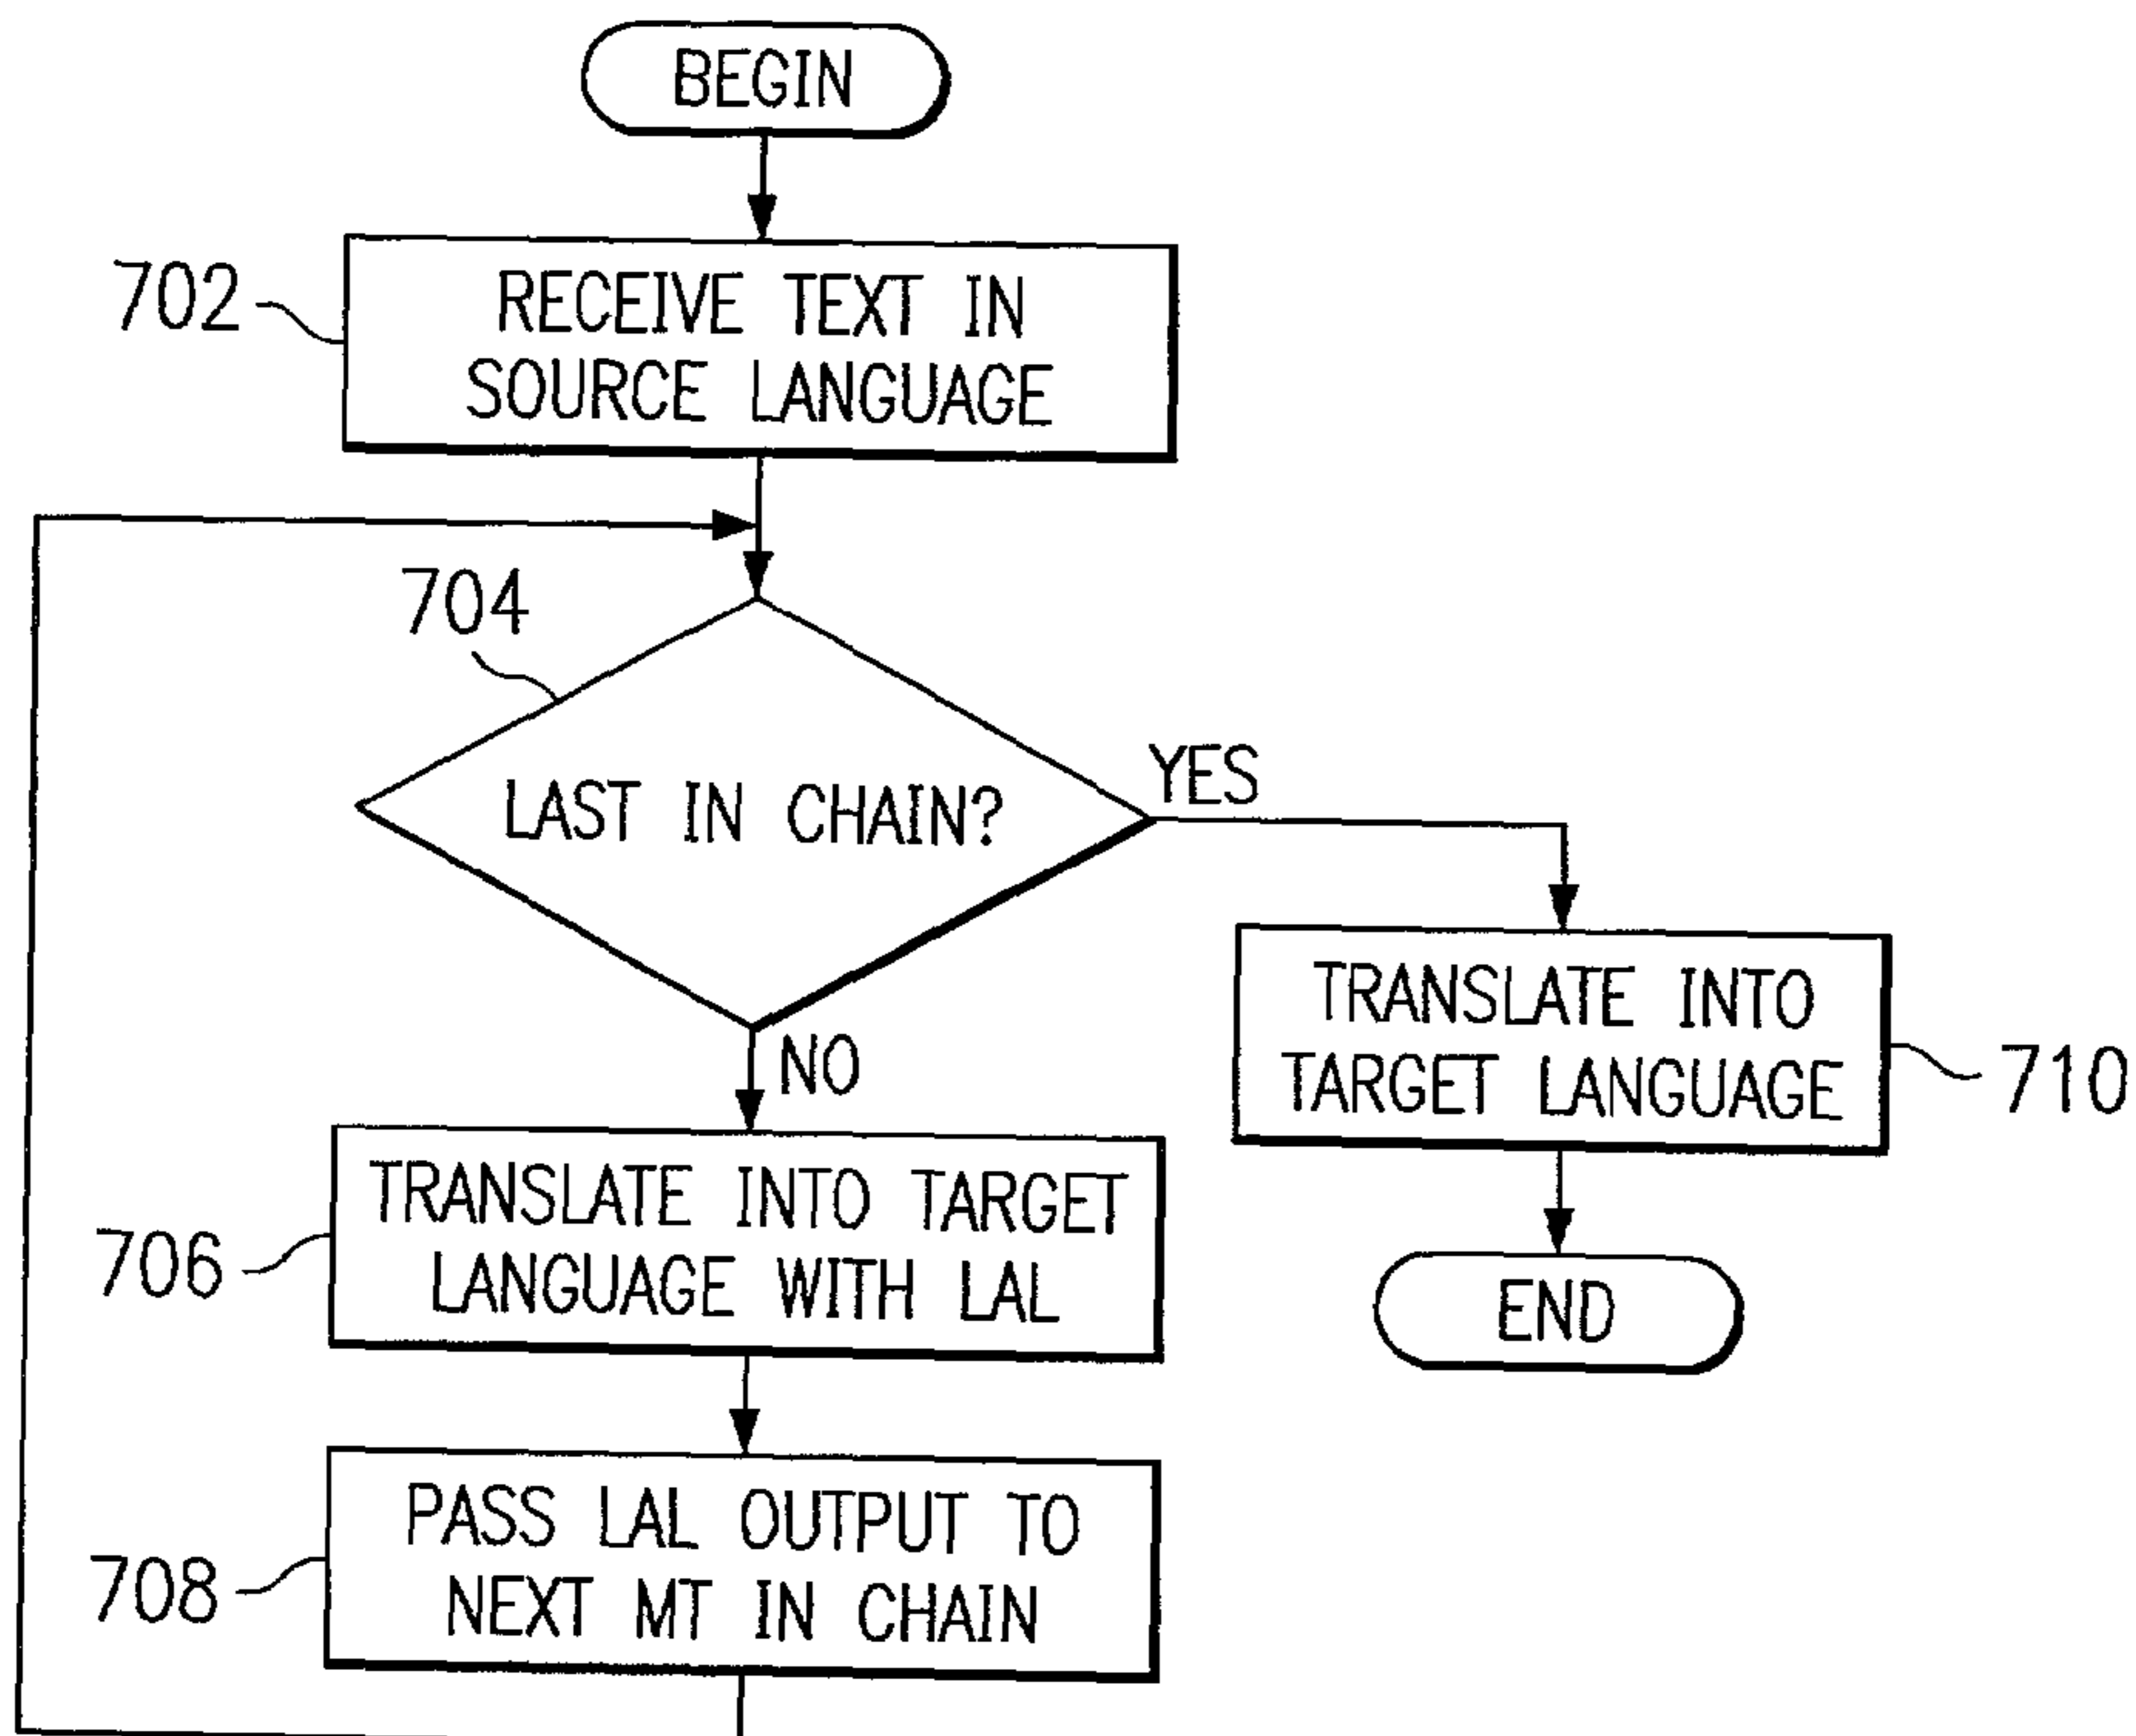 BEGIN
702
RECEIVE TEXT IN
SOURCE LANGUAGE
704
LAST IN CHAIN?
YES
NO
TRANSLATE INTO
TARGET LANGUAGE
710
706
TRANSLATE INTO TARGET
LANGUAGE WITH LAL
END
708
PASS LAL OUTPUT TO
NEXT MT IN CHAIN